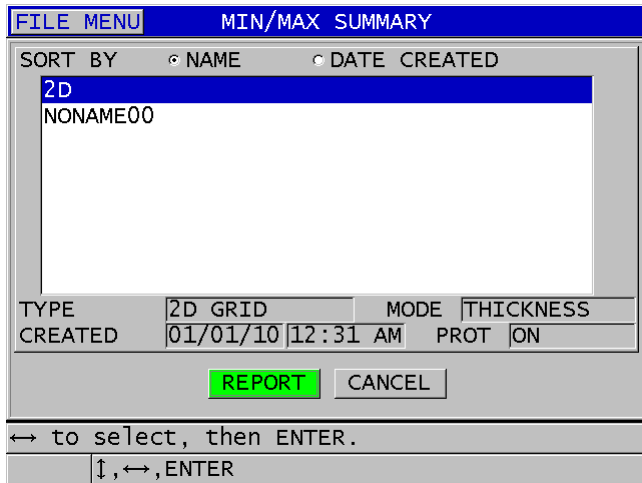 FILE MENU MIN/MAX SUMMARY
SORT BY NAME DATE CREATED
2D
NONAME00
TYPE 2D GRID MODE THICKNESS
CREATED 01/01/10 12:31 AM PROT ON
REPORT CANCEL
↔ to select, then ENTER.
↕,↔,ENTER